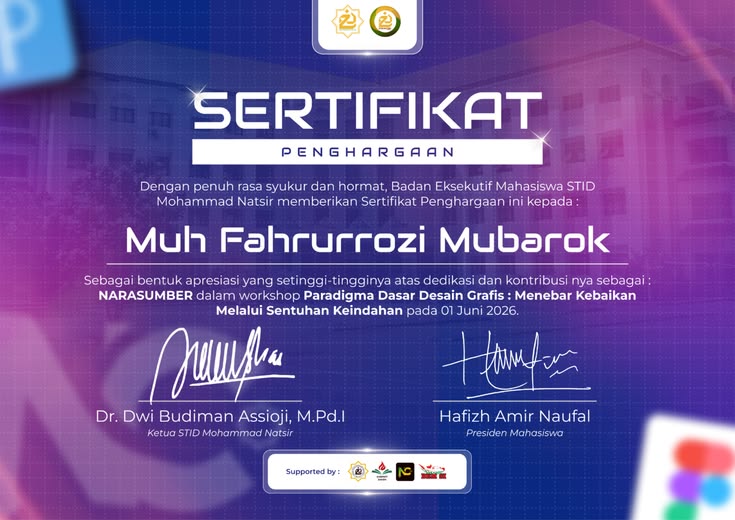 SERTIFIKAT
PENGHARGAAN
Dengan penuh rasa syukur dan hormat, Badan Eksekutif Mahasiswa STID
Mohammad Natsir memberikan Sertifikat Penghargaan ini kepada :
Muh Fahrurrozi Mubarok
Sebagai bentuk apresiasi yang setinggi-tingginya atas dedikasi dan kontribusi nya sebagai :
NARASUMBER dalam workshop Paradigma Dasar Desain Grafis : Menebar Kebaikan
Melalui Sentuhan Keindahan pada 01 Juni 2026.
Dr. Dwi Budiman Assioji, M.Pd.I
Ketua STID Mohammad Natsir
Hafizh Amir Naufal
Presiden Mahasiswa
Supported by :